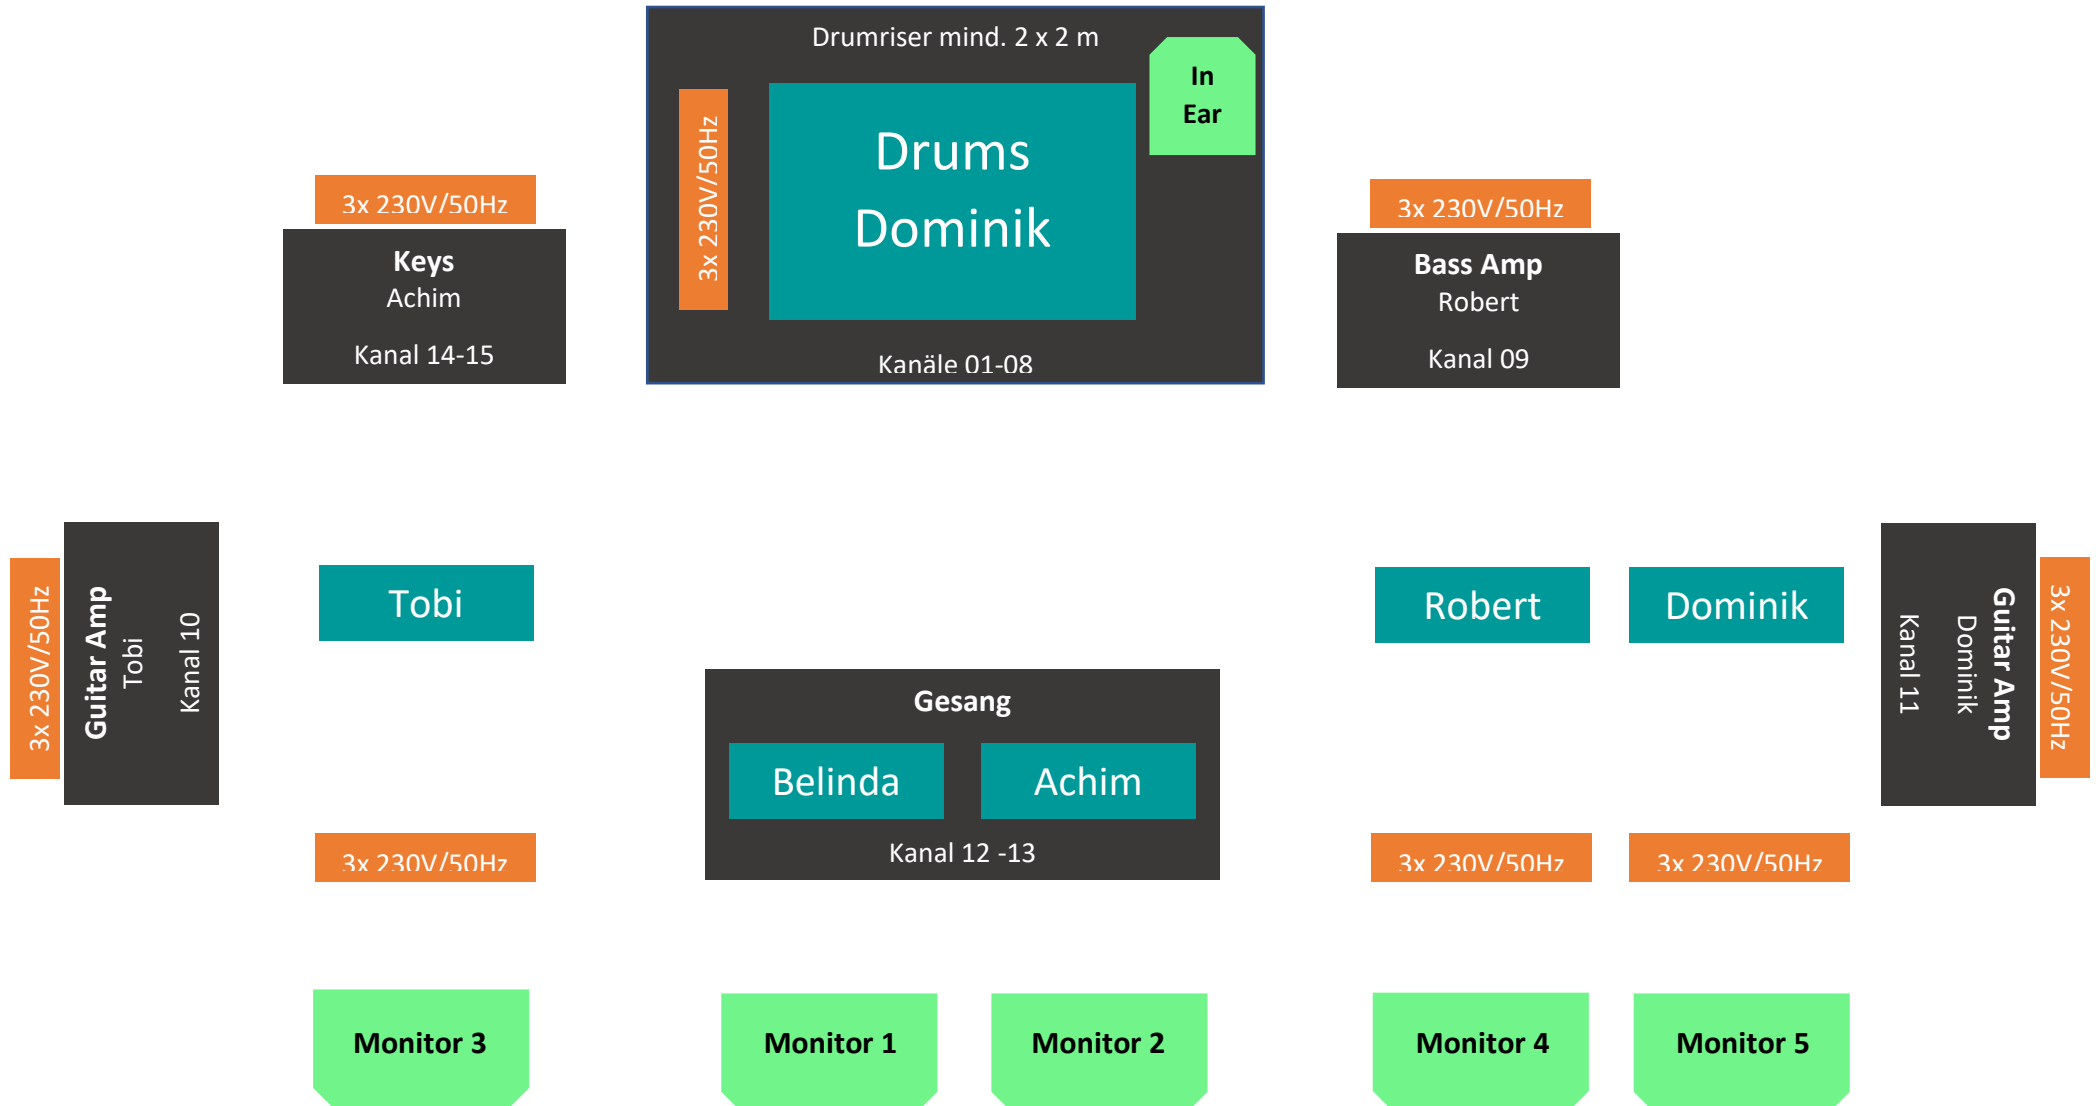 Drumriser mind. 2 x 2 m
In
Ear
3x 230V/50Hz
Drums
Dominik
Kanäle 01-08
3x 230V/50Hz
Keys
Achim
Kanal 14-15
3x 230V/50Hz
Bass Amp
Robert
Kanal 09
3x 230V/50Hz
Guitar Amp
Tobi
Kanal 10
Tobi
Robert
Dominik
Guitar Amp
Dominik
Kanal 11
3x 230V/50Hz
Gesang
Belinda
Achim
Kanal 12 -13
3x 230V/50Hz
3x 230V/50Hz
3x 230V/50Hz
Monitor 3
Monitor 1
Monitor 2
Monitor 4
Monitor 5